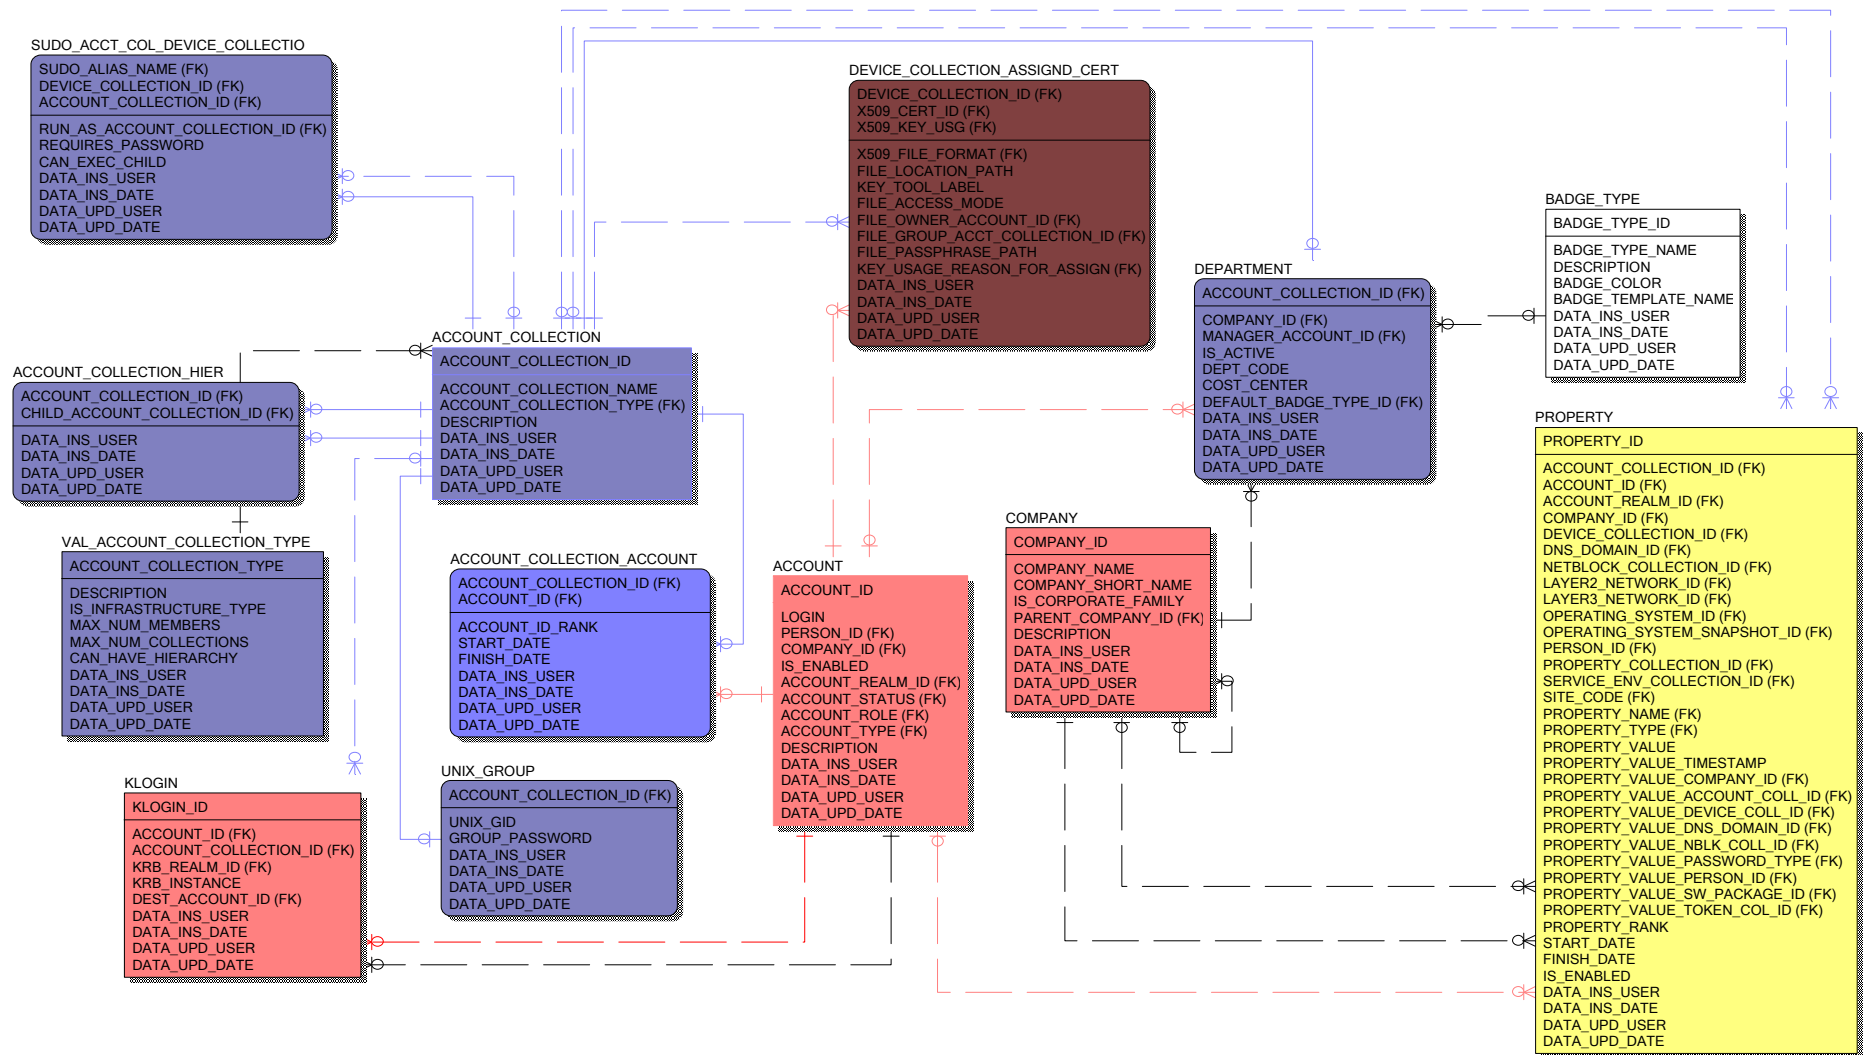 SUDO_ACCT_COL_DEVICE_COLLECTIO
SUDO_ALIAS_NAME (FK)
DEVICE_COLLECTION_ID (FK)
ACCOUNT_COLLECTION_ID (FK)
RUN_AS_ACCOUNT_COLLECTION_ID (FK)
REQUIRES_PASSWORD
CAN_EXEC_CHILD
DATA_INS_USER
DATA_INS_DATE
DATA_UPD_USER
DATA_UPD_DATE
DEVICE_COLLECTION_ASSIGND_CERT
DEVICE_COLLECTION_ID (FK)
X509_CERT_ID (FK)
X509_KEY_USG (FK)
X509_FILE_FORMAT (FK)
FILE_LOCATION_PATH
KEY_TOOL_LABEL
FILE_ACCESS_MODE
FILE_OWNER_ACCOUNT_ID (FK)
FILE_GROUP_ACCT_COLLECTION_ID (FK)
FILE_PASSPHRASE_PATH
KEY_USAGE_REASON_FOR_ASSIGN (FK)
DATA_INS_USER
DATA_INS_DATE
DATA_UPD_USER
DATA_UPD_DATE
BADGE_TYPE
BADGE_TYPE_ID
BADGE_TYPE_NAME
DESCRIPTION
BADGE_COLOR
BADGE_TEMPLATE_NAME
DATA_INS_USER
DATA_INS_DATE
DATA_UPD_USER
DATA_UPD_DATE
DEPARTMENT
ACCOUNT_COLLECTION_ID (FK)
COMPANY_ID (FK)
MANAGER_ACCOUNT_ID (FK)
IS_ACTIVE
DEPT_CODE
COST_CENTER
DEFAULT_BADGE_TYPE_ID (FK)
DATA_INS_USER
DATA_INS_DATE
DATA_UPD_USER
DATA_UPD_DATE
ACCOUNT_COLLECTION
ACCOUNT_COLLECTION_ID
ACCOUNT_COLLECTION_NAME
ACCOUNT_COLLECTION_TYPE (FK)
DESCRIPTION
DATA_INS_USER
DATA_INS_DATE
DATA_UPD_USER
DATA_UPD_DATE
ACCOUNT_COLLECTION_HIER
ACCOUNT_COLLECTION_ID (FK)
CHILD_ACCOUNT_COLLECTION_ID (FK)
DATA_INS_USER
DATA_INS_DATE
DATA_UPD_USER
DATA_UPD_DATE
PROPERTY
PROPERTY_ID
ACCOUNT_COLLECTION_ID (FK)
ACCOUNT_ID (FK)
ACCOUNT_REALM_ID (FK)
COMPANY_ID (FK)
DEVICE_COLLECTION_ID (FK)
DNS_DOMAIN_ID (FK)
NETBLOCK_COLLECTION_ID (FK)
LAYER2_NETWORK_ID (FK)
LAYER3_NETWORK_ID (FK)
OPERATING_SYSTEM_ID (FK)
OPERATING_SYSTEM_SNAPSHOT_ID (FK)
PERSON_ID (FK)
PROPERTY_COLLECTION_ID (FK)
SERVICE_ENV_COLLECTION_ID (FK)
SITE_CODE (FK)
PROPERTY_NAME (FK)
PROPERTY_TYPE (FK)
PROPERTY_VALUE
PROPERTY_VALUE_TIMESTAMP
PROPERTY_VALUE_COMPANY_ID (FK)
PROPERTY_VALUE_ACCOUNT_COLL_ID (FK)
PROPERTY_VALUE_DEVICE_COLL_ID (FK)
PROPERTY_VALUE_DNS_DOMAIN_ID (FK)
PROPERTY_VALUE_NBLK_COLL_ID (FK)
PROPERTY_VALUE_PASSWORD_TYPE (FK)
PROPERTY_VALUE_PERSON_ID (FK)
PROPERTY_VALUE_SW_PACKAGE_ID (FK)
PROPERTY_VALUE_TOKEN_COL_ID (FK)
PROPERTY_RANK
START_DATE
FINISH_DATE
IS_ENABLED
DATA_INS_USER
DATA_INS_DATE
DATA_UPD_USER
DATA_UPD_DATE
COMPANY
COMPANY_ID
COMPANY_NAME
COMPANY_SHORT_NAME
IS_CORPORATE_FAMILY
PARENT_COMPANY_ID (FK)
DESCRIPTION
DATA_INS_USER
DATA_INS_DATE
DATA_UPD_USER
DATA_UPD_DATE
VAL_ACCOUNT_COLLECTION_TYPE
ACCOUNT_COLLECTION_TYPE
DESCRIPTION
IS_INFRASTRUCTURE_TYPE
MAX_NUM_MEMBERS
MAX_NUM_COLLECTIONS
CAN_HAVE_HIERARCHY
DATA_INS_USER
DATA_INS_DATE
DATA_UPD_USER
DATA_UPD_DATE
ACCOUNT_COLLECTION_ACCOUNT
ACCOUNT_COLLECTION_ID (FK)
ACCOUNT_ID (FK)
ACCOUNT_ID_RANK
START_DATE
FINISH_DATE
DATA_INS_USER
DATA_INS_DATE
DATA_UPD_USER
DATA_UPD_DATE
ACCOUNT
ACCOUNT_ID
LOGIN
PERSON_ID (FK)
COMPANY_ID (FK)
IS_ENABLED
ACCOUNT_REALM_ID (FK)
ACCOUNT_STATUS (FK)
ACCOUNT_ROLE (FK)
ACCOUNT_TYPE (FK)
DESCRIPTION
DATA_INS_USER
DATA_INS_DATE
DATA_UPD_USER
DATA_UPD_DATE
UNIX_GROUP
ACCOUNT_COLLECTION_ID (FK)
UNIX_GID
GROUP_PASSWORD
DATA_INS_USER
DATA_INS_DATE
DATA_UPD_USER
DATA_UPD_DATE
KLOGIN
KLOGIN_ID
ACCOUNT_ID (FK)
ACCOUNT_COLLECTION_ID (FK)
KRB_REALM_ID (FK)
KRB_INSTANCE
DEST_ACCOUNT_ID (FK)
DATA_INS_USER
DATA_INS_DATE
DATA_UPD_USER
DATA_UPD_DATE